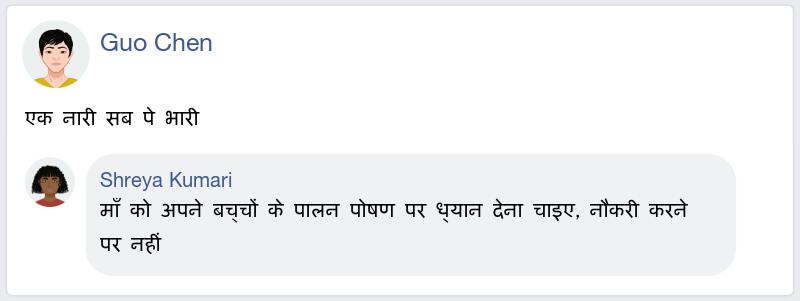 Guo Chen
एक नारी सब पे भारी
Shreya Kumari
माँ को अपने बच्चों के पालन पोषण पर ध्यान देना चाइए, नौकरी करने
पर नहीं